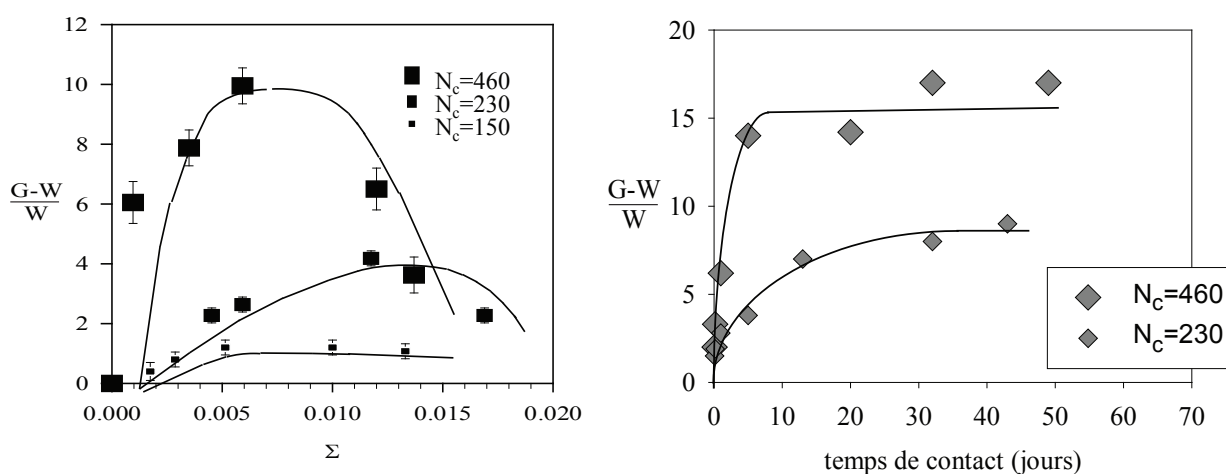 12
10
8
6
4
2
0
G-W
W
N_c=460
N_c=230
N_c=150
0.000 0.005 0.010 0.015 0.020
Σ
20
15
10
5
0
G-W
W
N_c=460
N_c=230
0 10 20 30 40 50 60 70
temps de contact (jours)